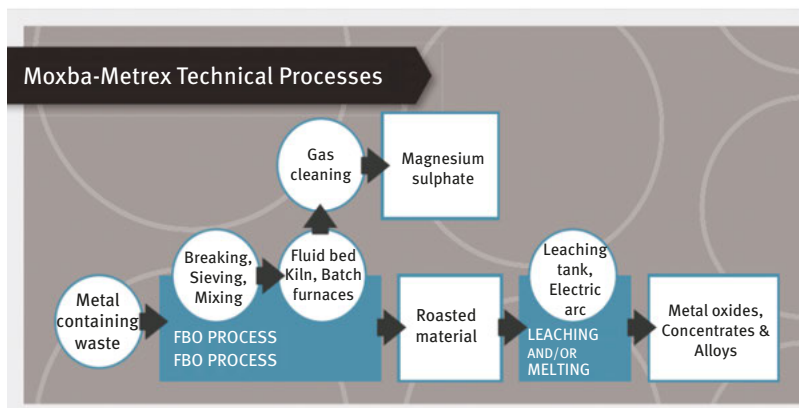 Moxba-Metrex Technical Processes
Gas
cleaning
Magnesium
sulphate
Metal
containing
waste
Breaking,
Sieving,
Mixing
Fluid bed
Kiln, Batch
furnaces
FBO PROCESS
FBO PROCESS
Roasted
material
Leaching
tank,
Electric
arc
LEACHING
AND/OR
MELTING
Metal oxides,
Concentrates &
Alloys